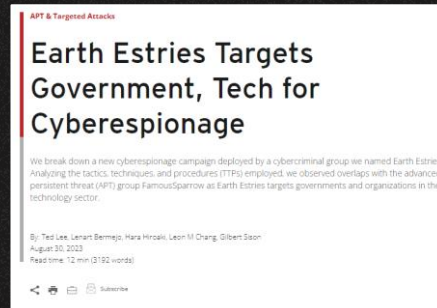 APT & Targeted Attacks
Earth Estries Targets
Government, Tech for
Cyberespionage
We break down a new cyberespionage campaign deployed by a cybercriminal group we named Earth Estries.
Analyzing the tactics, techniques, and procedures (TTPs) employed, we observed overlaps with the advanced
persistent threat (APT) group FamousSparrow as Earth Estries targets governments and organizations in the
technology sector.
By: Ted Lee, Lenart Bermejo, Hara Hiroaki, Leon M Chang, Gilbert Sison
August 30, 2023
Read time: 12 min (3192 words)
Subscribe